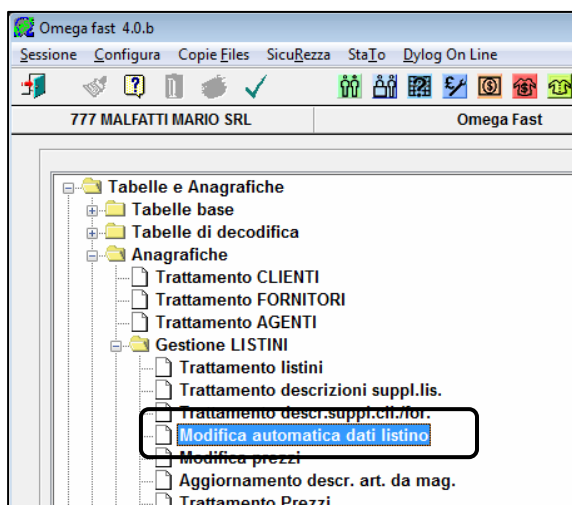 Omega fast 4.0.b
Sessione Configura Copie Files SicuRezza StaTo Dylog On Line
777 MALFATTI MARIO SRL Omega Fast
Tabelle e Anagrafiche
Tabelle base
Tabelle di decodifica
Anagrafiche
Trattamento CLIENTI
Trattamento FORNITORI
Trattamento AGENTI
Gestione LISTINI
Trattamento listini
Trattamento descrizioni suppl.lis.
Trattamento descr.suppl.cli./for.
Modifica automatica dati listino
Modifica prezzi
Aggiornamento descr. art. da mag.
Trattamento Prezzi